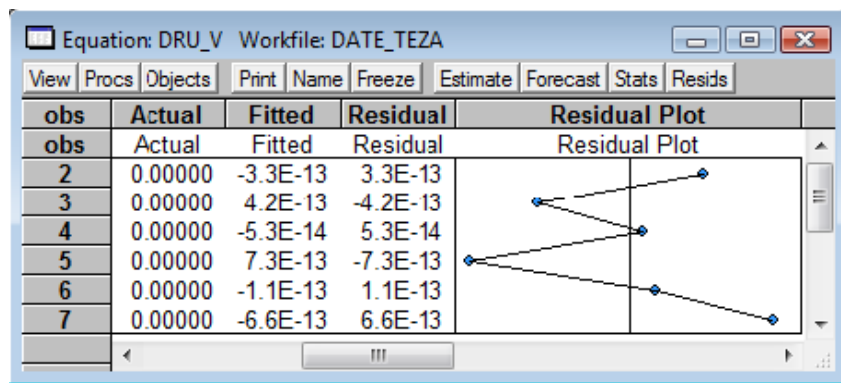 Equation: DRU_V Workfile: DATE_TEZA
View Procs Objects Print Name Freeze Estimate Forecast Stats Resids
obs Actual Fitted Residual Residual Plot
obs Actual Fitted Residual Residual Plot
2 0.00000 -3.3E-13 3.3E-13
3 0.00000 4.2E-13 -4.2E-13
4 0.00000 -5.3E-14 5.3E-14
5 0.00000 7.3E-13 -7.3E-13
6 0.00000 -1.1E-13 1.1E-13
7 0.00000 -6.6E-13 6.6E-13